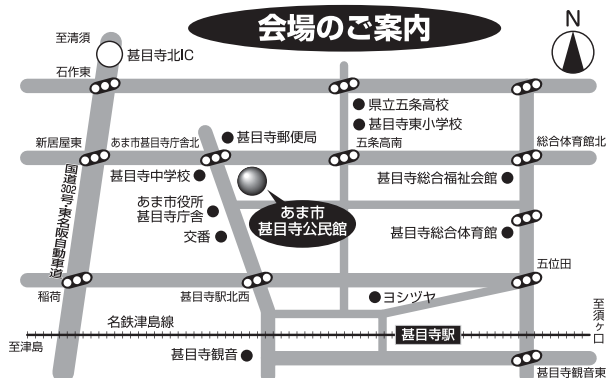 会場のご案内
N
至清須
甚目寺北IC
石作東
県立五条高校
甚目寺東小学校
新居屋東
あま市甚目寺庁舎北
甚目寺郵便局
五条高南
総合体育館北
国道302号・東名阪自動車道
甚目寺中学校
甚目寺総合福祉会館
あま市役所
甚目寺庁舎
あま市
甚目寺公民館
交番
甚目寺総合体育館
五位田
稲荷
甚目寺駅北西
ヨシヅヤ
至須ヶ口
名鉄津島線
甚目寺駅
至津島
甚目寺観音
甚目寺観音東